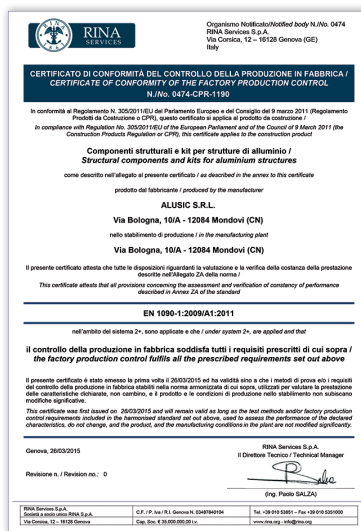 RINA
SERVICES
Organismo Notificato/Notified body N./No. 0474
RINA Services S.p.A.
Via Corsica, 12 – 16128 Genova (GE)
Italy
CERTIFICATO DI CONFORMITÀ DEL CONTROLLO DELLA PRODUZIONE IN FABBRICA /
CERTIFICATE OF CONFORMITY OF THE FACTORY PRODUCTION CONTROL
N./No. 0474-CPR-1190
In conformità al Regolamento N. 305/2011/EU del Parlamento Europeo e del Consiglio del 9 marzo 2011 (Regolamento
Prodotti da Costruzione o CPR), questo certificato si applica al prodotto da costruzione /
In compliance with Regulation No. 305/2011/EU of the European Parliament and of the Council of 9 March 2011 (the
Construction Products Regulation or CPR), this certificate applies to the construction product
Componenti strutturali e kit per strutture di alluminio /
Structural components and kits for aluminium structures
come descritto nell'allegato al presente certificato / as described in the annex to this certificate
prodotto dal fabbricante / produced by the manufacturer
ALUSIC S.R.L.
Via Bologna, 10/A - 12084 Mondovì (CN)
nello stabilimento di produzione / in the manufacturing plant
Via Bologna, 10/A - 12084 Mondovì (CN)
Il presente certificato attesta che tutte le disposizioni riguardanti la valutazione e la verifica della costanza della prestazione
descritte nell'Allegato ZA della norma /
This certificate attests that all provisions concerning the assessment and verification of constancy of performance
described in Annex ZA of the standard
EN 1090-1:2009/A1:2011
nell'ambito del sistema 2+, sono applicate e che / under system 2+, are applied and that
il controllo della produzione in fabbrica soddisfa tutti i requisiti prescritti di cui sopra /
the factory production control fulfils all the prescribed requirements set out above
Il presente certificato è stato emesso la prima volta il 26/03/2015 ed ha validità sino a che i metodi di prova e/o i requisiti
del controllo della produzione in fabbrica stabiliti nella norma armonizzata di cui sopra, utilizzati per valutare la prestazione
delle caratteristiche dichiarate, non cambino, e il prodotto e le condizioni di produzione nello stabilimento non subiscano
modifiche significative.
This certificate was first issued on 26/03/2015 and will remain valid as long as the test methods and/or factory production
control requirements included in the harmonised standard set out above, used to assess the performance of the declared
characteristics, do not change, and the product, and the manufacturing conditions in the plant are not modified significantly.
Genova, 26/03/2015
RINA Services S.p.A.
Il Direttore Tecnico / Technical Manager
Revisione n. / Revision no.: 0
(Ing. Paolo SALZA)
RINA Services S.p.A.
Società a socio unico RINA S.p.A.
Via Corsica, 12 – 16128 Genova
C.F. / P. Iva / R.I. Genova N. 03487840104
Cap. Soc. € 35.000.000,00 i.v.
Tel. +39 010 53851 – Fax +39 010 5351000
www.rina.org - info@rina.org